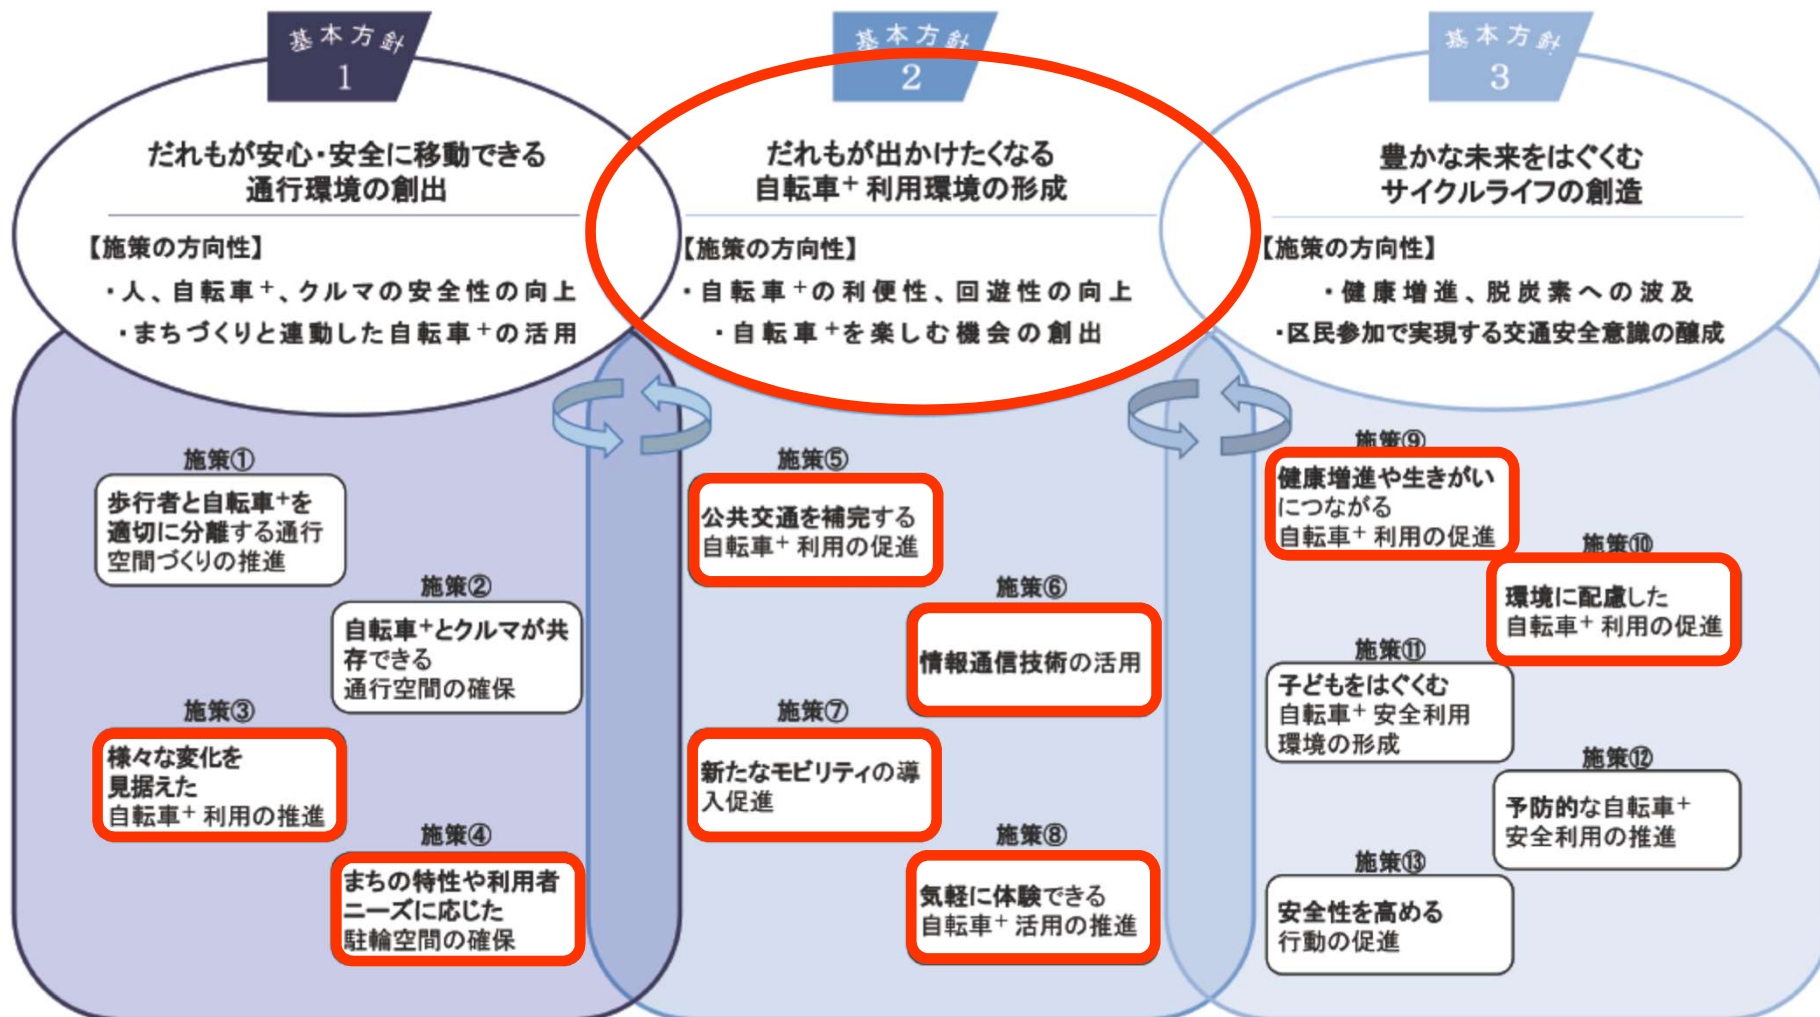 基本方針
1
だれもが安心・安全に移動できる
通行環境の創出
【施策の方向性】
・人、自転車⁺、クルマの安全性の向上
・まちづくりと連動した自転車⁺の活用
施策①
歩行者と自転車⁺を
適切に分離する通行
空間づくりの推進
施策②
自転車⁺とクルマが共
存できる
通行空間の確保
施策③
様々な変化を
見据えた
自転車⁺ 利用の推進
施策④
まちの特性や利用者
ニーズに応じた
駐輪空間の確保
基本方針
2
だれもが出かけたくなる
自転車⁺ 利用環境の形成
【施策の方向性】
・自転車⁺の利便性、回遊性の向上
・自転車⁺を楽しむ機会の創出
施策⑤
公共交通を補完する
自転車⁺ 利用の促進
施策⑥
情報通信技術の活用
施策⑦
新たなモビリティの導
入促進
施策⑧
気軽に体験できる
自転車⁺ 活用の推進
基本方針
3
豊かな未来をはぐくむ
サイクルライフの創造
【施策の方向性】
・健康増進、脱炭素への波及
・区民参加で実現する交通安全意識の醸成
施策⑨
健康増進や生きがい
につながる
自転車⁺ 利用の促進
施策⑩
環境に配慮した
自転車⁺ 利用の促進
施策⑪
子どもをはぐくむ
自転車⁺ 安全利用
環境の形成
施策⑫
予防的な自転車⁺
安全利用の推進
施策⑬
安全性を高める
行動の促進